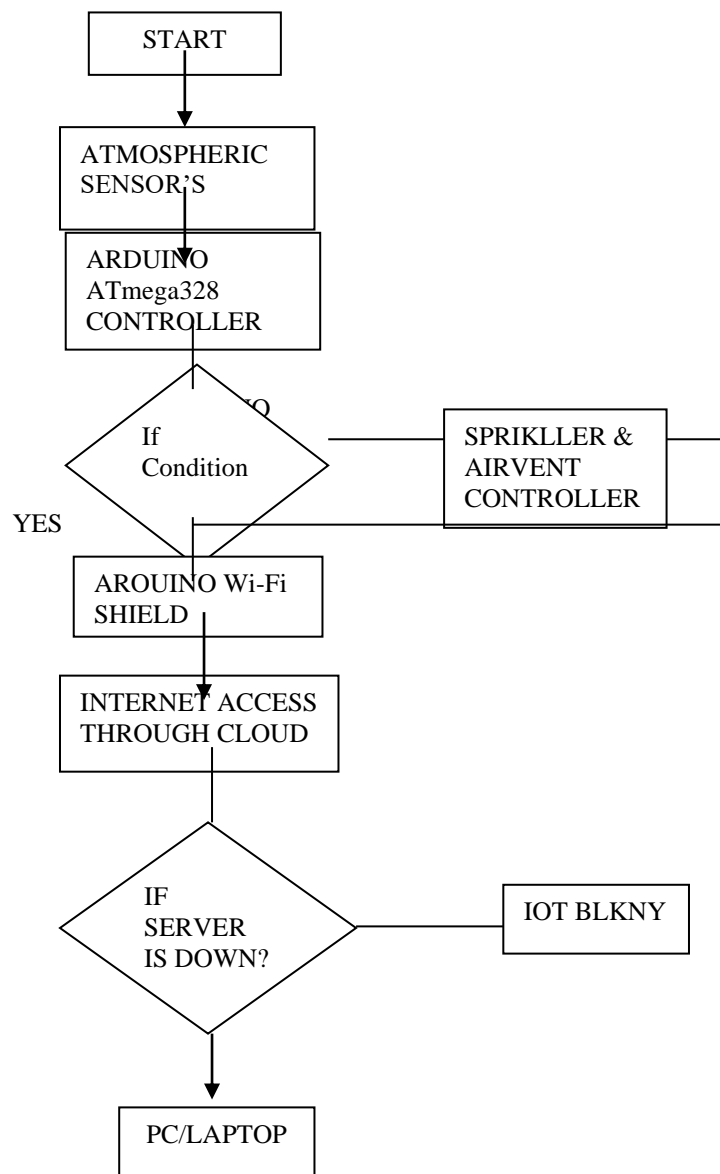 START
ATMOSPHERIC
SENSOR’S
ARDUINO
ATmega328
CONTROLLER
If
Condition
SPRIKLLER &
AIRVENT
CONTROLLER
YES
AROUINO Wi-Fi
SHIELD
INTERNET ACCESS
THROUGH CLOUD
IF
SERVER
IS DOWN?
IOT BLKNY
PC/LAPTOP